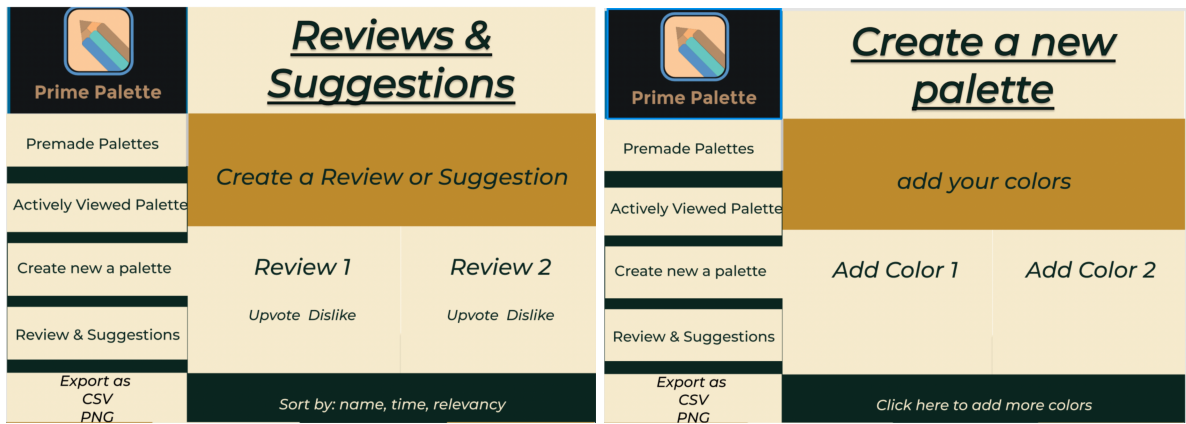 Prime Palette
Reviews &
Suggestions
Premade Palettes
Actively Viewed Palette
Create new a palette
Review & Suggestions
Export as
CSV
PNG
Create a Review or Suggestion
Review 1
Review 2
Upvote Dislike
Upvote Dislike
Sort by: name, time, relevancy
Prime Palette
Create a new
palette
Premade Palettes
Actively Viewed Palette
Create new a palette
Review & Suggestions
Export as
CSV
PNG
add your colors
Add Color 1
Add Color 2
Click here to add more colors